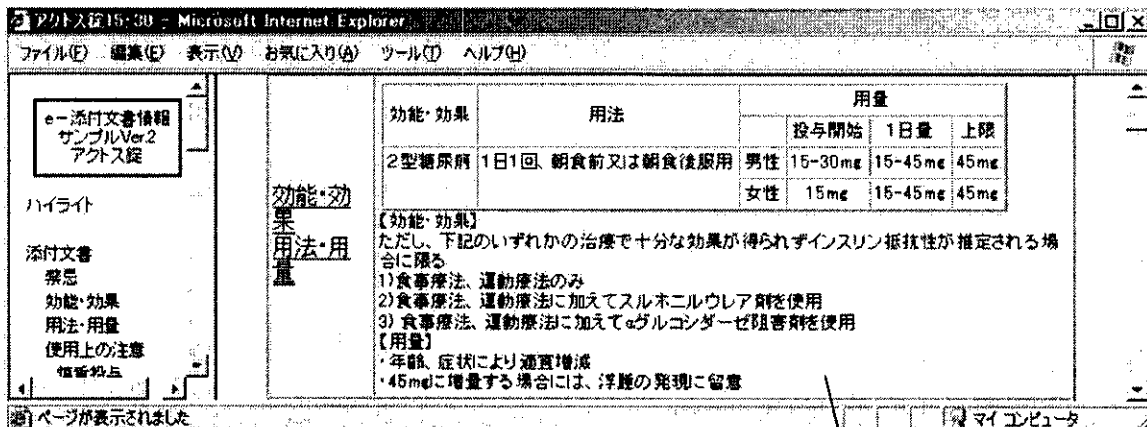 アクトス錠15・30 - Microsoft Internet Explorer
ファイル(F) 編集(E) 表示(V) お気に入り(A) ツール(T) ヘルプ(H)
e-添付文書情報
サンプルVer.2
アクトス錠
ハイライト
添付文書
禁忌
効能・効果
用法・用量
使用上の注意
慎重投与
効能・効
果
用法・用
量
効能・効果 用法 用量
投与開始 1日量 上限
2型糖尿病 1日1回、朝食前又は朝食後服用 男性 15-30mg 15-45mg 45mg
女性 15mg 15-45mg 45mg
【効能・効果】
ただし、下記のいずれかの治療で十分な効果が得られずインスリン抵抗性が推定される場
合に限る
1)食事療法、運動療法のみ
2)食事療法、運動療法に加えてスルホニルウレア剤を使用
3) 食事療法、運動療法に加えてαグルコシダーゼ阻害剤を使用
【用量】
・年齢、症状により適宜増減
・45mgに増量する場合には、浮腫の発現に留意
ページが表示されました マイ コンピュータ